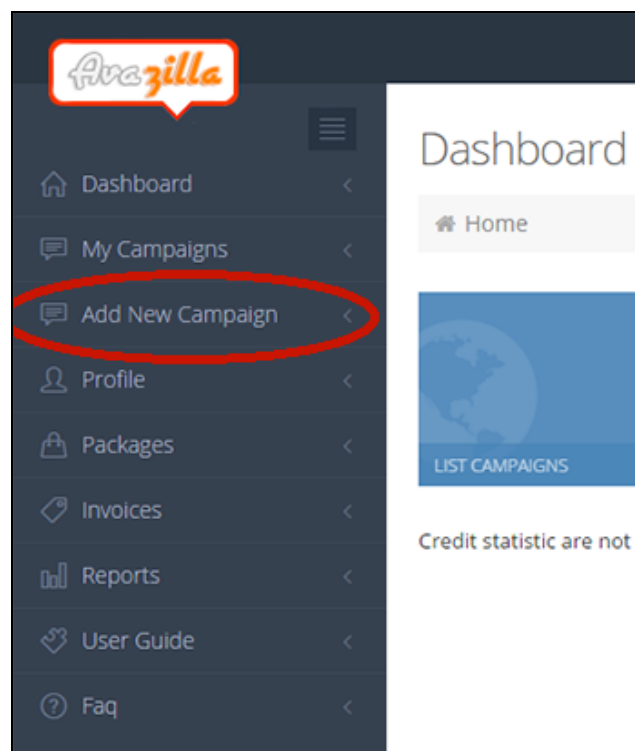 Avazilla
Dashboard
My Campaigns
Add New Campaign
Profile
Packages
Invoices
Reports
User Guide
Faq
Dashboard
Home
LIST CAMPAIGNS
Credit statistic are not